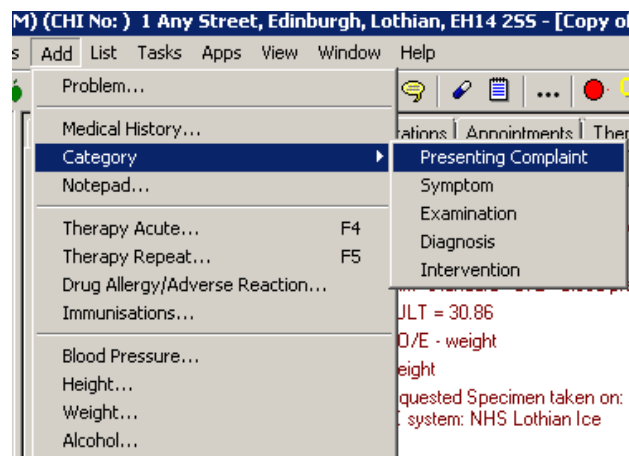 M) (CHI No: ) 1 Any Street, Edinburgh, Lothian, EH14 2SS - [Copy of
s Add List Tasks Apps View Window Help
Problem...
Medical History...
ations Appointments Ther
Category
Presenting Complaint
Notepad...
Symptom
Examination
Therapy Acute... F4
Diagnosis
Therapy Repeat... F5
Intervention
Drug Allergy/Adverse Reaction...
Immunisations...
ULT = 30.86
O/E - weight
Blood Pressure...
eight
Height...
quested Specimen taken on:
Weight...
system: NHS Lothian Ice
Alcohol...